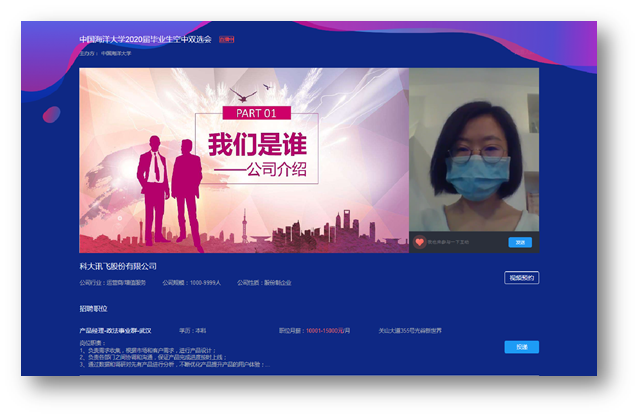 中国海洋大学2020届毕业生空中双选会
主办方： 中国海洋大学
PART 01
我们是谁
——公司介绍
发送
科大讯飞股份有限公司
公司行业：运营商/增值服务 公司规模：1000-9999人 公司性质：股份制企业
视频预约
招聘职位
产品经理-政法事业群-武汉 学历：本科 职位月薪：10001-15000元/月 关山大道355号光谷新世界
岗位职责：
1、负责需求收集，根据市场和客户需求，进行产品设计；
2、负责各部门之间协调和沟通，保证产品完成进度按时上线；
3、通过数据和调研对先有产品进行分析，不断优化产品提升产品的用户体验；...
投递